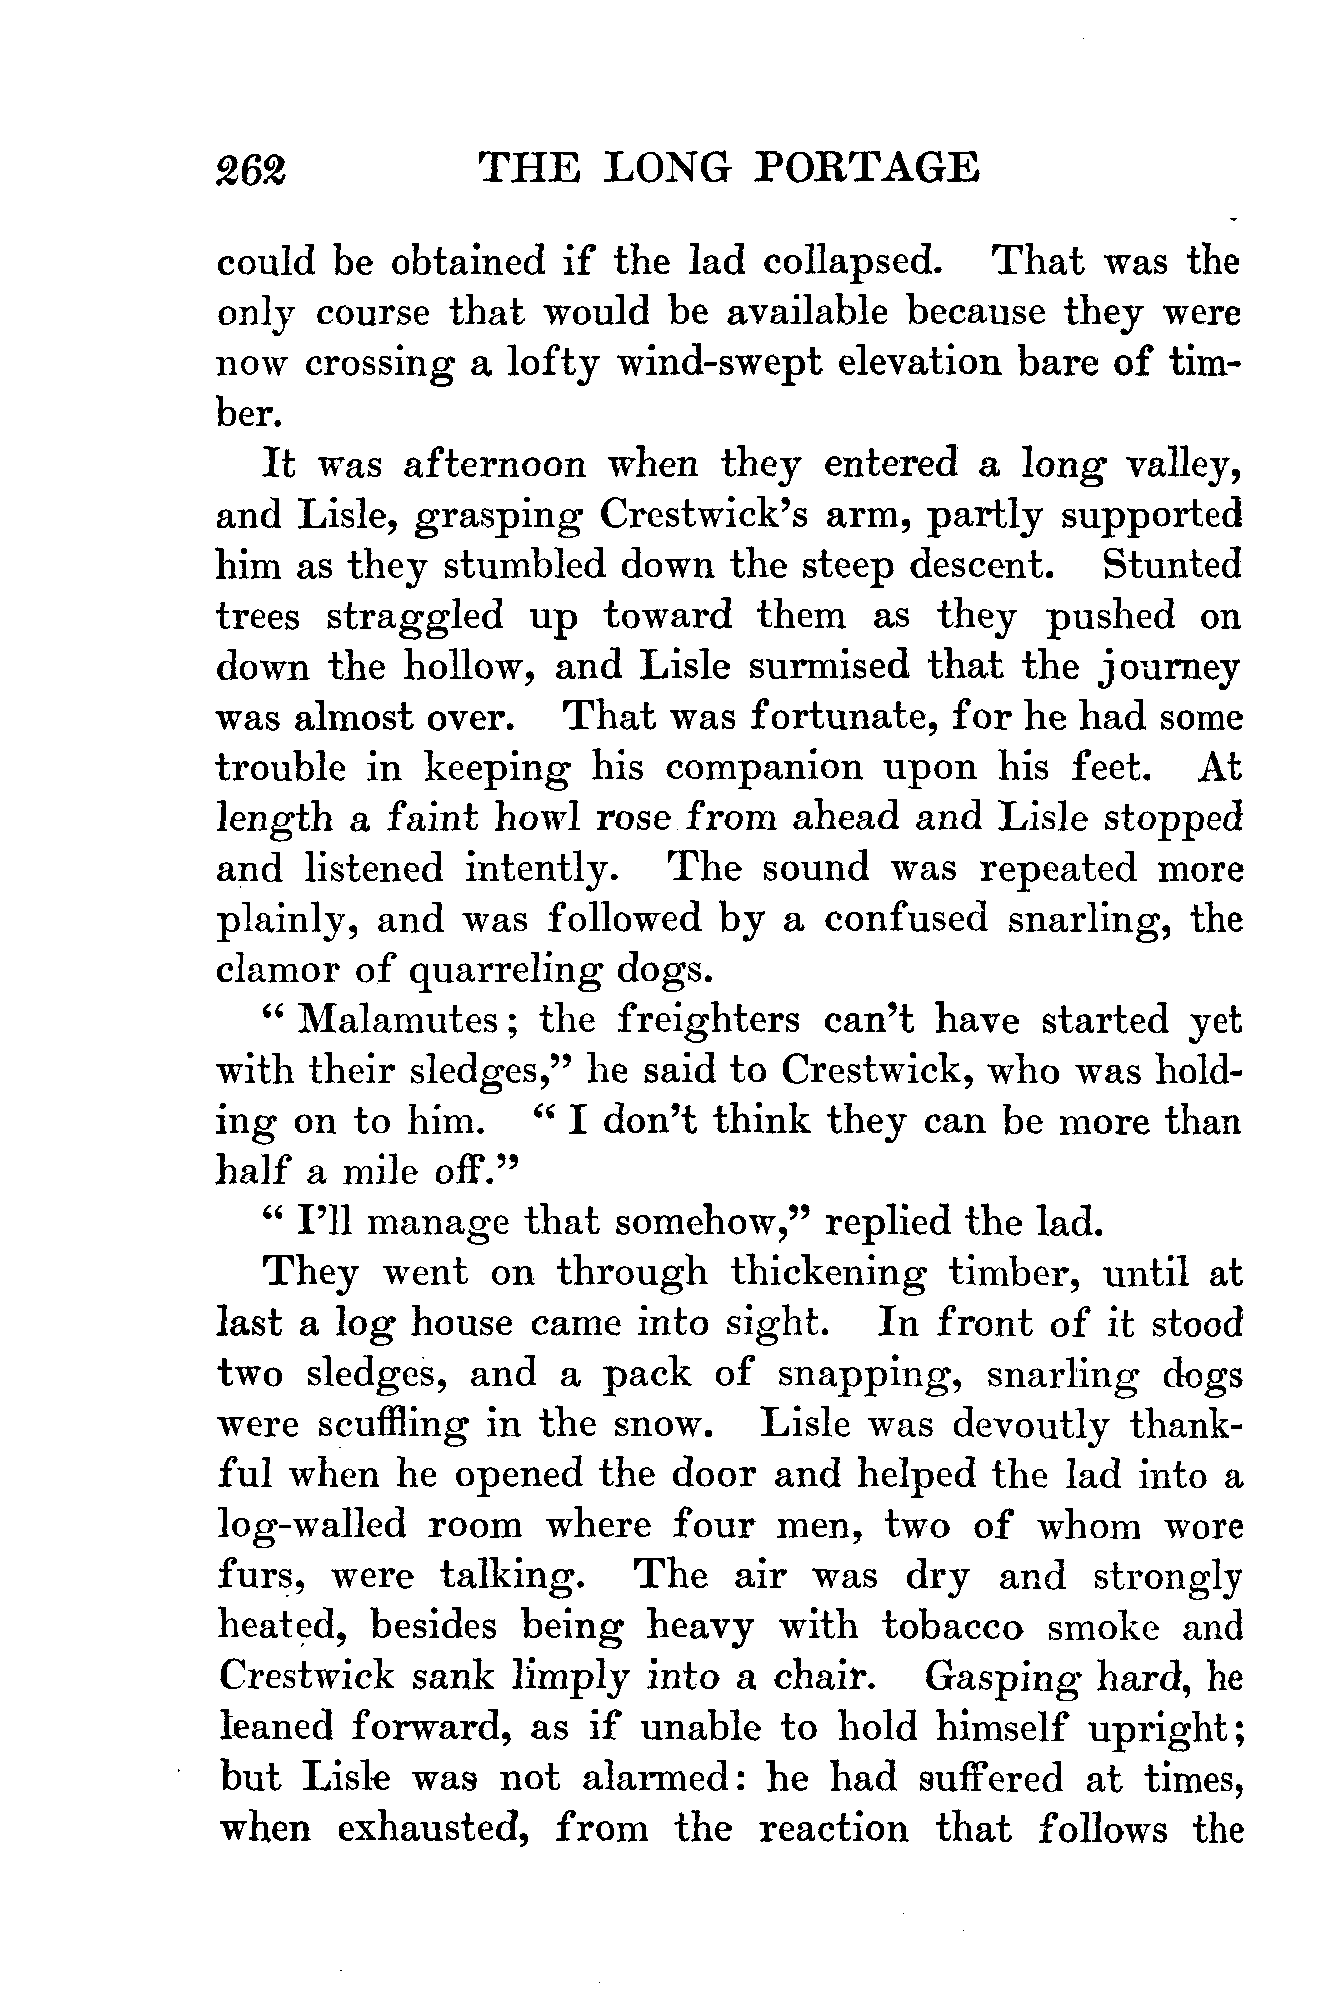 262 THE LONG PORTAGE
could be obtained if the lad collapsed. That was the
only course that would be available because they were
now crossing a lofty wind-swept elevation bare of tim-
ber.
It was afternoon when they entered a long valley,
and Lisle, grasping Crestwick's arm, partly supported
him as they stumbled down the steep descent. Stunted
trees straggled up toward them as they pushed on
down the hollow, and Lisle surmised that the journey
was almost over. That was fortunate, for he had some
trouble in keeping his companion upon his feet. At
length a faint howl rose from ahead and Lisle stopped
and listened intently. The sound was repeated more
plainly, and was followed by a confused snarling, the
clamor of quarreling dogs.
“ Malamutes; the freighters can't have started yet
with their sledges,” he said to Crestwick, who was hold-
ing on to him. “ I don't think they can be more than
half a mile off.”
“ I'll manage that somehow,” replied the lad.
They went on through thickening timber, until at
last a log house came into sight. In front of it stood
two sledges, and a pack of snapping, snarling dogs
were scuffling in the snow. Lisle was devoutly thank-
ful when he opened the door and helped the lad into a
log-walled room where four men, two of whom wore
furs, were talking. The air was dry and strongly
heated, besides being heavy with tobacco smoke and
Crestwick sank limply into a chair. Gasping hard, he
leaned forward, as if unable to hold himself upright;
but Lisle was not alarmed: he had suffered at times,
when exhausted, from the reaction that follows the